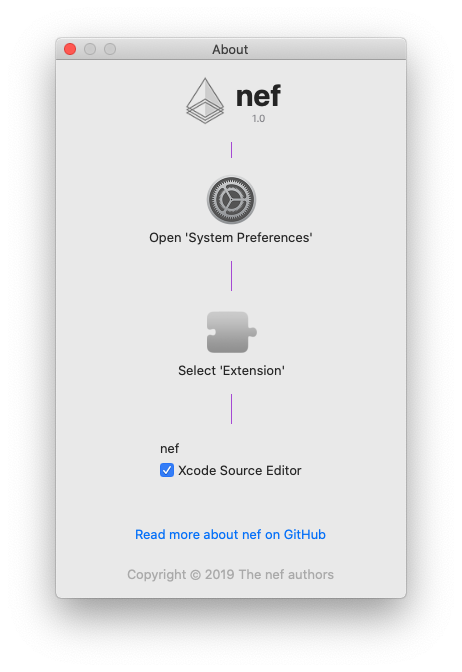 About
nef
1.0
Open 'System Preferences'
Select 'Extension'
nef
Xcode Source Editor
Read more about nef on GitHub
Copyright © 2019 The nef authors